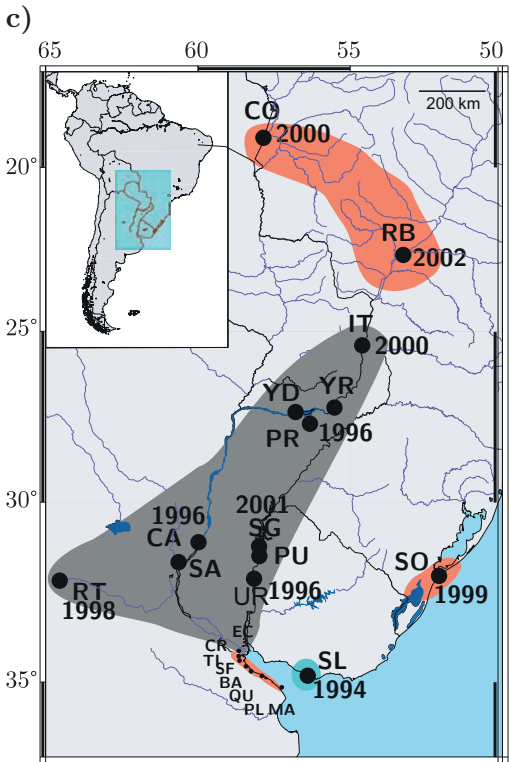 c)
65 60 55 50
200 km
CO
2000
20°
RB
2002
25°
IT
2000
YD YR
PR 1996
30°
2001
1996 SG
CA
PU
SA
SO
RT
UR 1996
1998
1999
EC
CR
TI
SF
SL
BA
1994
35°
QU
PL MA